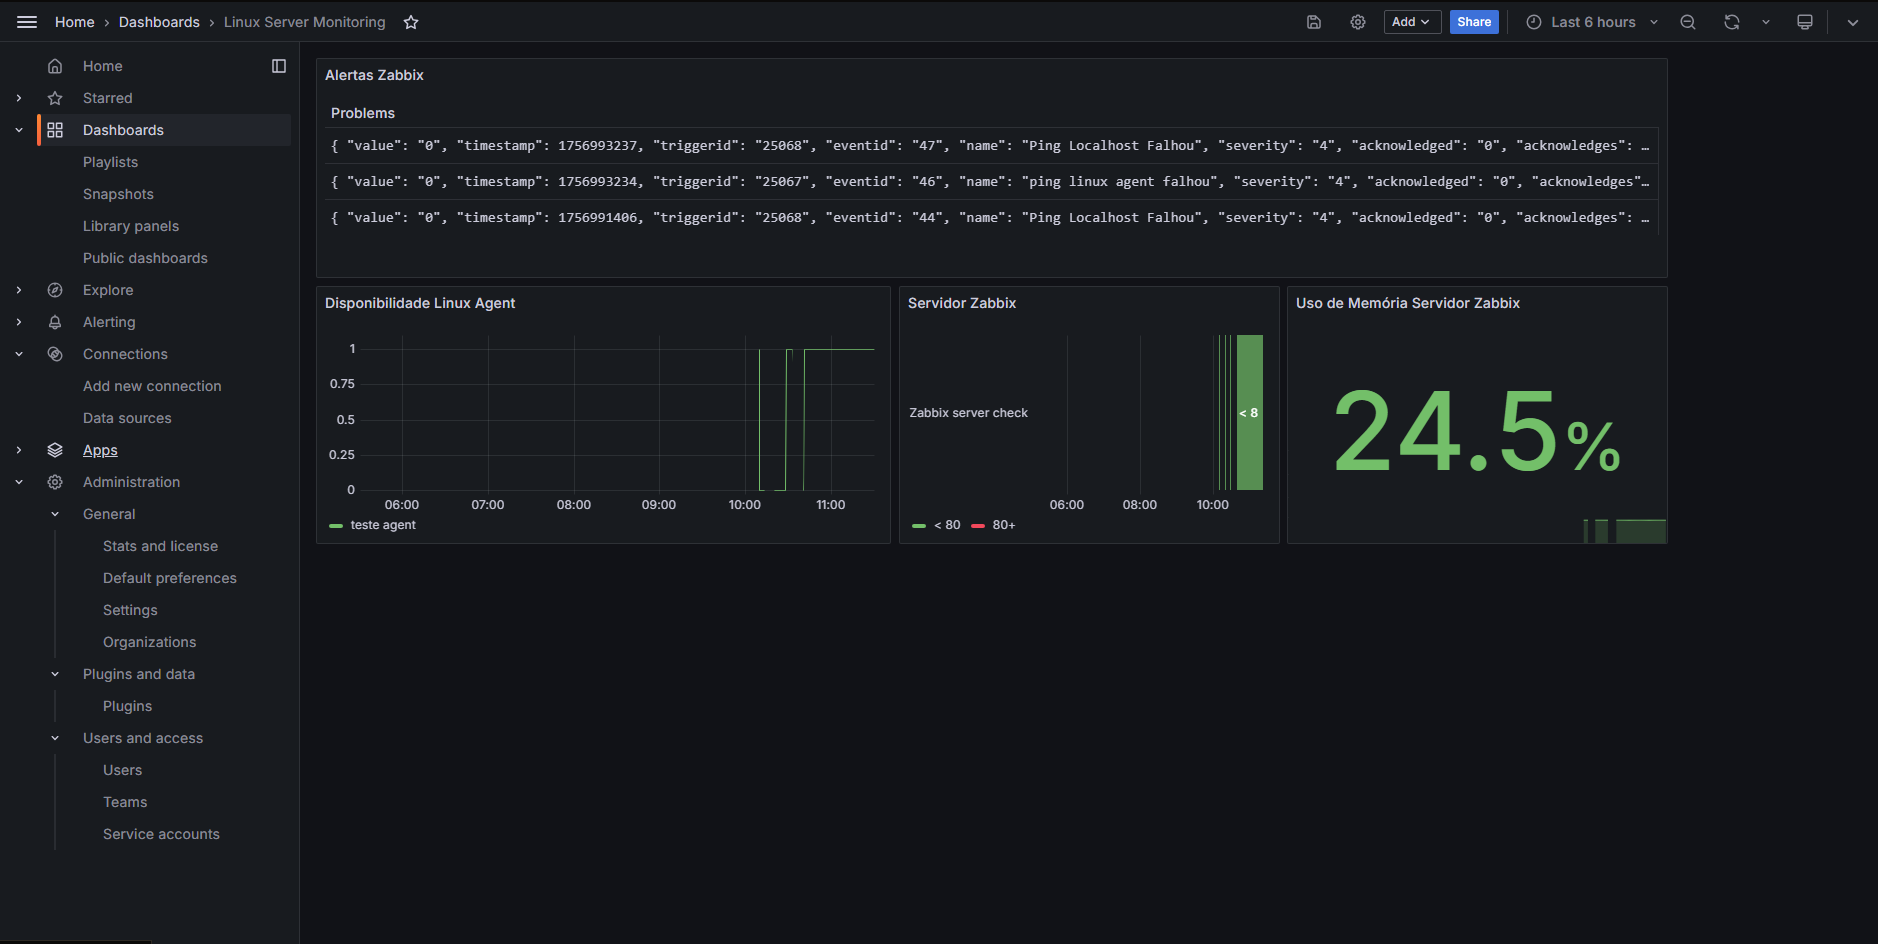 Home › Dashboards › Linux Server Monitoring
Add
Share
Last 6 hours
Home
Starred
Dashboards
Playlists
Snapshots
Library panels
Public dashboards
Explore
Alerting
Connections
Add new connection
Data sources
Apps
Administration
General
Stats and license
Default preferences
Settings
Organizations
Plugins and data
Plugins
Users and access
Users
Teams
Service accounts
Alertas Zabbix
Problems
{ "value": "0", "timestamp": 1756993237, "triggerid": "25068", "eventid": "47", "name": "Ping Localhost Falhou", "severity": "4", "acknowledged": "0", "acknowledges": …
{ "value": "0", "timestamp": 1756993234, "triggerid": "25067", "eventid": "46", "name": "ping linux agent falhou", "severity": "4", "acknowledged": "0", "acknowledges"…
{ "value": "0", "timestamp": 1756991406, "triggerid": "25068", "eventid": "44", "name": "Ping Localhost Falhou", "severity": "4", "acknowledged": "0", "acknowledges": …
Disponibilidade Linux Agent
1
0.75
0.5
0.25
0
06:00 07:00 08:00 09:00 10:00 11:00
teste agent
Servidor Zabbix
Zabbix server check
< 8
06:00 08:00 10:00
< 80 80+
Uso de Memória Servidor Zabbix
24.5%